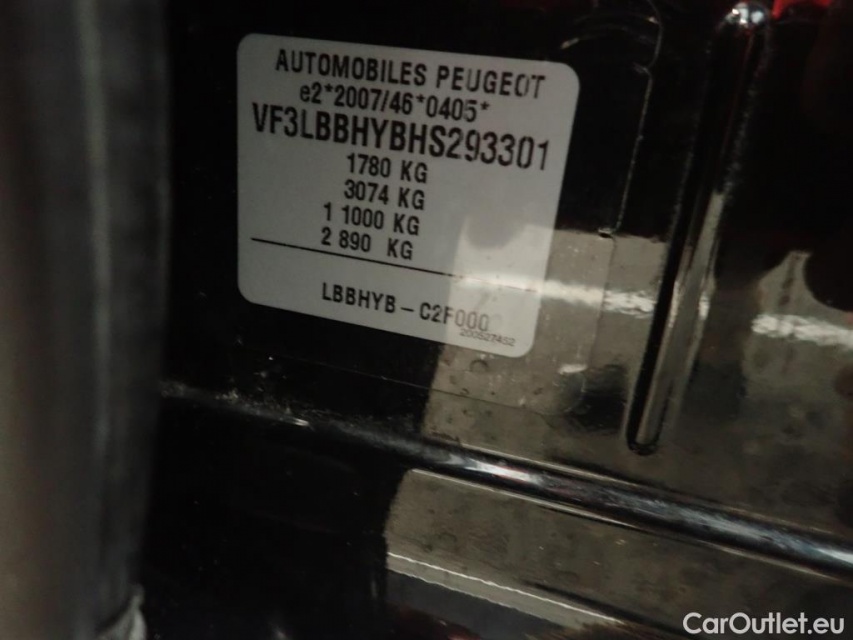 AUTOMOBILES PEUGEOT
e2*2007/46*0405*
VF3LBBHYBHS293301
1780 KG
3074 KG
1 1000 KG
2 890 KG
LBBHYB - C2F000
200527452
CarOutlet.eu